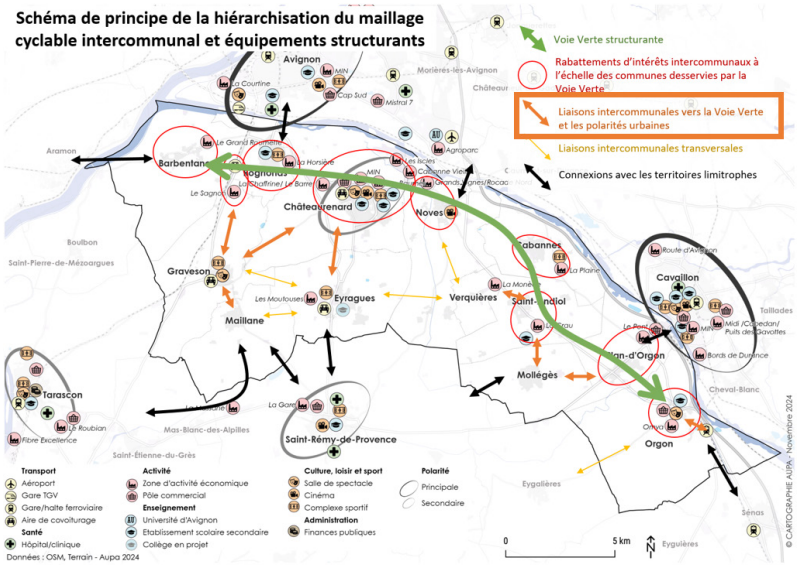 Schéma de principe de la hiérarchisation du maillage
cyclable intercommunal et équipements structurants
Voie Verte structurante
Rabattements d'intérêts intercommunaux à
l'échelle des communes desservies par la
Voie Verte
Liaisons intercommunales vers la Voie Verte
et les polarités urbaines
Liaisons intercommunales transversales
Connexions avec les territoires limitrophes
Avignon
MIN
La Courtine
Cap Sud
Mistral 7
Morières-lès-Avignon
Agroparc
Aramon
Le Grand
Barbentane
Rognonas
La Horsière
La Chaffrine/ Le Barret
Le Sagnon
Les Iscles
MIN
Châteaurenard
Noves
Boulbon
Saint-Pierre-de-Mézoargues
Graveson
Maillane
Les Moutouses
Eyragues
Verquières
Cabannes
La Plaine
Saint-Andiol
Mollégès
Plan-d'Orgon
Le Pont
Route d'Avignon
Cavaillon
MIN
Midi /Canerdan/
Puits des Gavottes
Taillades
Bords de Durance
Cheval-Blanc
Orgon
Tarascon
Le Roubian
Fibre Excellence
Mas-Blanc-des-Alpilles
Saint-Étienne-du-Grès
La Gare
Saint-Rémy-de-Provence
Eygalières
Eyguières
Sénas
Transport
Aéroport
Gare TGV
Gare/halte ferroviaire
Aire de covoiturage
Santé
Hôpital/clinique
Activité
Zone d'activité économique
Pôle commercial
Enseignement
AU
Université d'Avignon
Etablissement scolaire secondaire
Collège en projet
Culture, loisir et sport
Salle de spectacle
Cinéma
Complexe sportif
Administration
Finances publiques
Polarité
Principale
Secondaire
Données : OSM, Terrain - Aupa 2024
0
5 km
N
© CARTOGRAPHIE AUPA - Novembre 2024